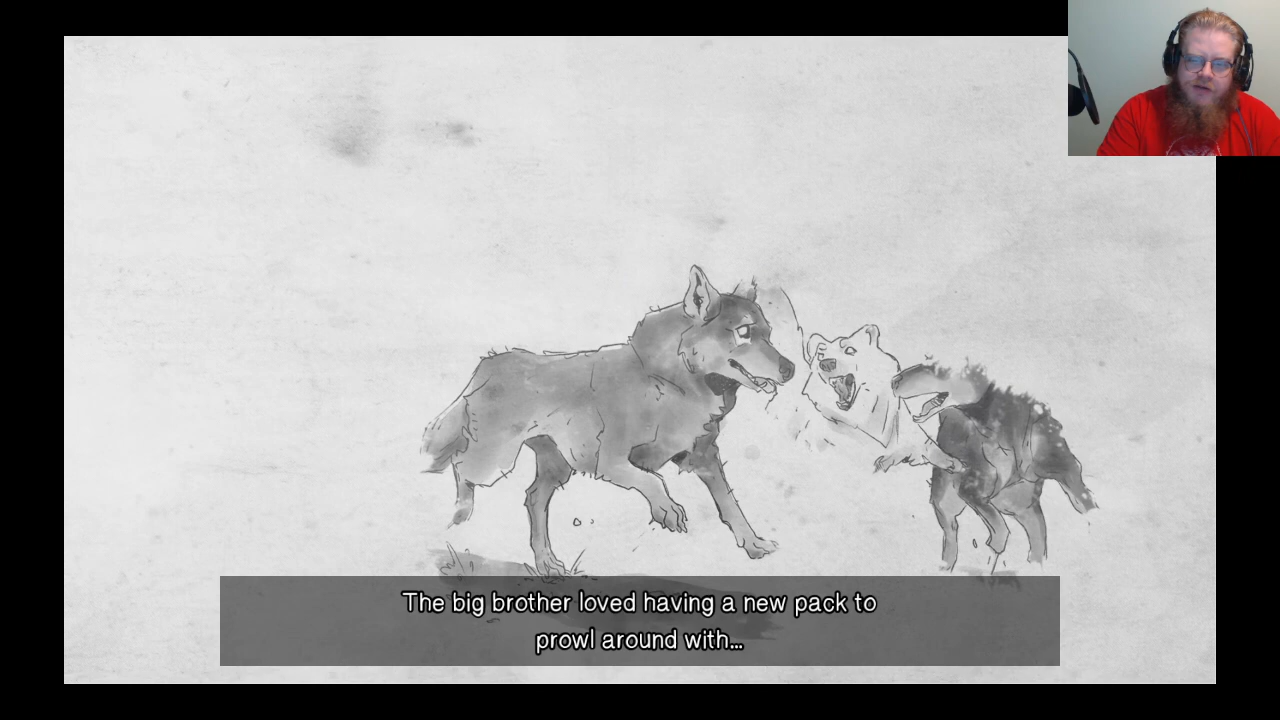 The big brother loved having a new pack to
prowl around with...